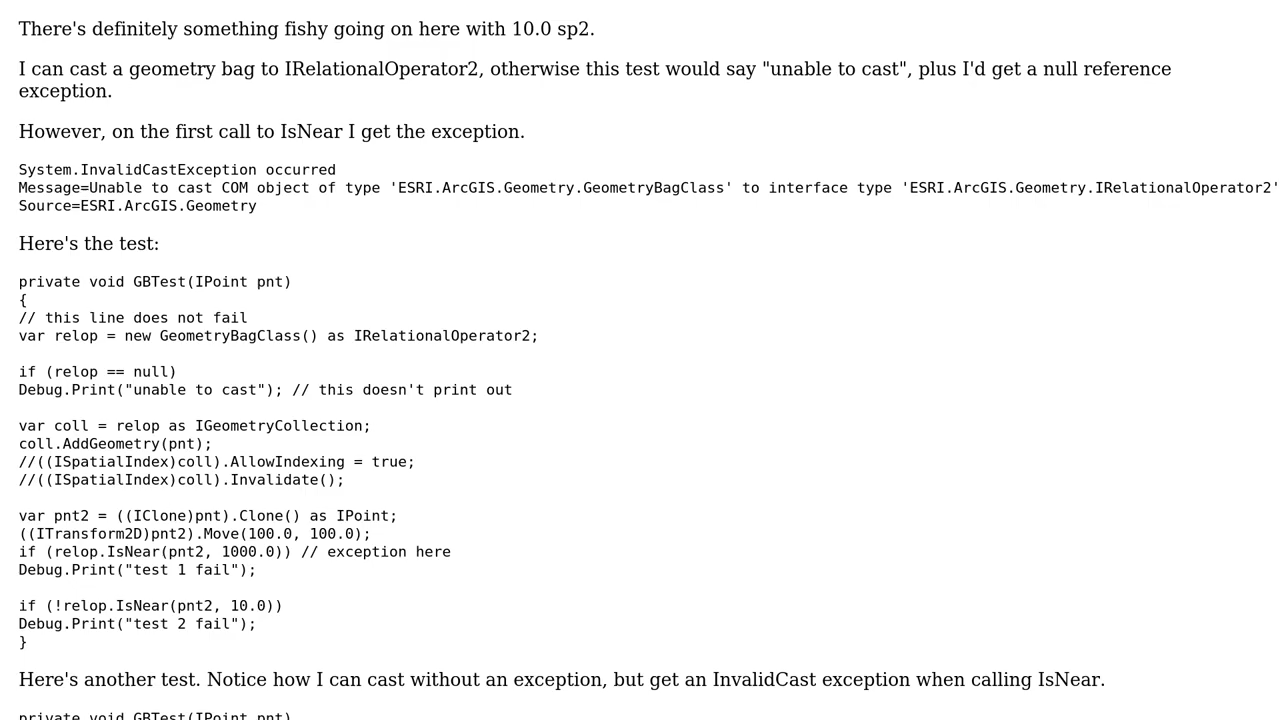 There's definitely something fishy going on here with 10.0 sp2.
I can cast a geometry bag to IRelationalOperator2, otherwise this test would say "unable to cast", plus I'd get a null reference
exception.
However, on the first call to IsNear I get the exception.
System.InvalidCastException occurred
Message=Unable to cast COM object of type 'ESRI.ArcGIS.Geometry.GeometryBagClass' to interface type 'ESRI.ArcGIS.Geometry.IRelationalOperator2'
Source=ESRI.ArcGIS.Geometry
Here's the test:
private void GBTest(IPoint pnt)
{
// this line does not fail
var relop = new GeometryBagClass() as IRelationalOperator2;
if (relop == null)
Debug.Print("unable to cast"); // this doesn't print out
var coll = relop as IGeometryCollection;
coll.AddGeometry(pnt);
//((ISpatialIndex)coll).AllowIndexing = true;
//((ISpatialIndex)coll).Invalidate();
var pnt2 = ((IClone)pnt).Clone() as IPoint;
((ITransform2D)pnt2).Move(100.0, 100.0);
if (relop.IsNear(pnt2, 1000.0)) // exception here
Debug.Print("test 1 fail");
if (!relop.IsNear(pnt2, 10.0))
Debug.Print("test 2 fail");
}
Here's another test. Notice how I can cast without an exception, but get an InvalidCast exception when calling IsNear.
private void GBTest(IPoint pnt)